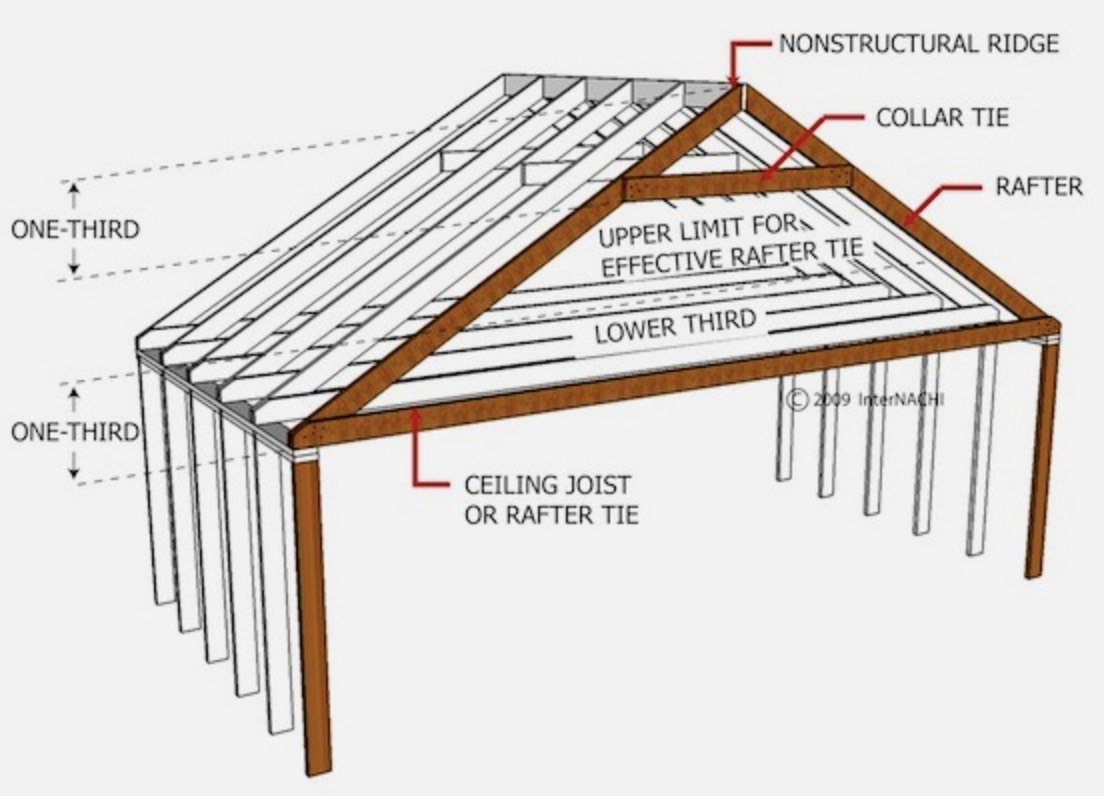 NONSTRUCTURAL RIDGE
COLLAR TIE
RAFTER
ONE-THIRD
UPPER LIMIT FOR
EFFECTIVE RAFTER TIE
LOWER THIRD
© 2009 InterNACHI
ONE-THIRD
CEILING JOIST
OR RAFTER TIE